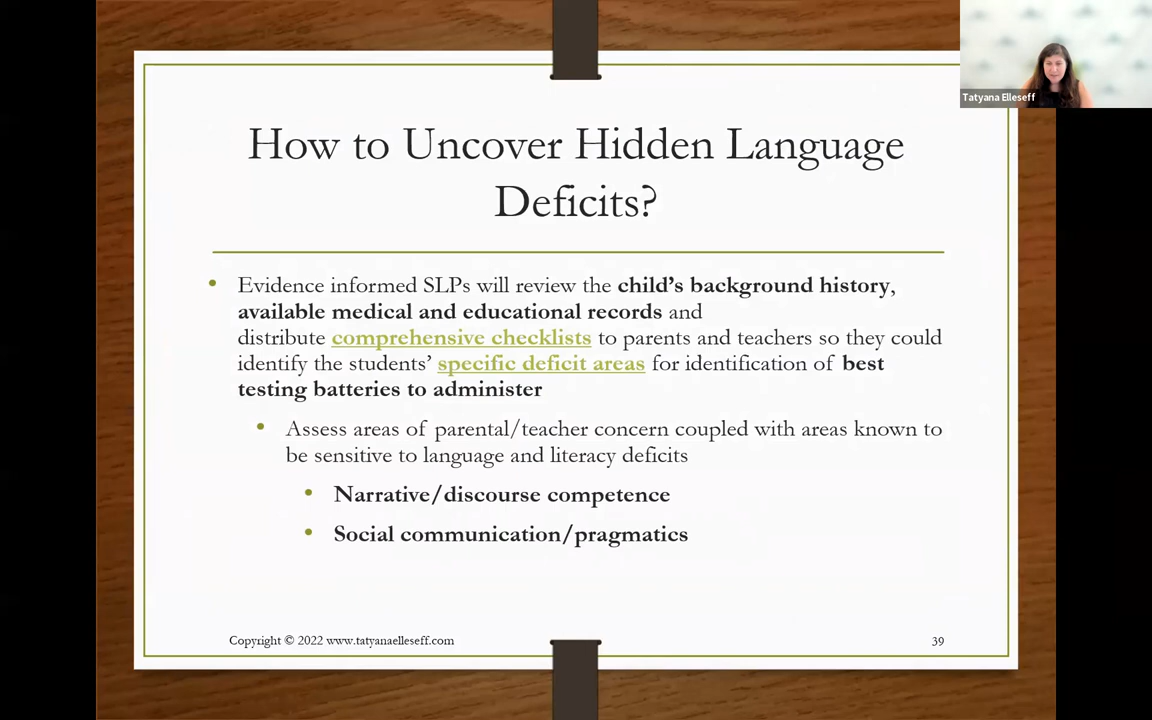 Tatyana Elleseff
How to Uncover Hidden Language
Deficits?
• Evidence informed SLPs will review the child's background history,
available medical and educational records and
distribute comprehensive checklists to parents and teachers so they could
identify the students' specific deficit areas for identification of best
testing batteries to administer
• Assess areas of parental/teacher concern coupled with areas known to
be sensitive to language and literacy deficits
• Narrative/discourse competence
• Social communication/pragmatics
Copyright © 2022 www.tatyanaelleseff.com
39